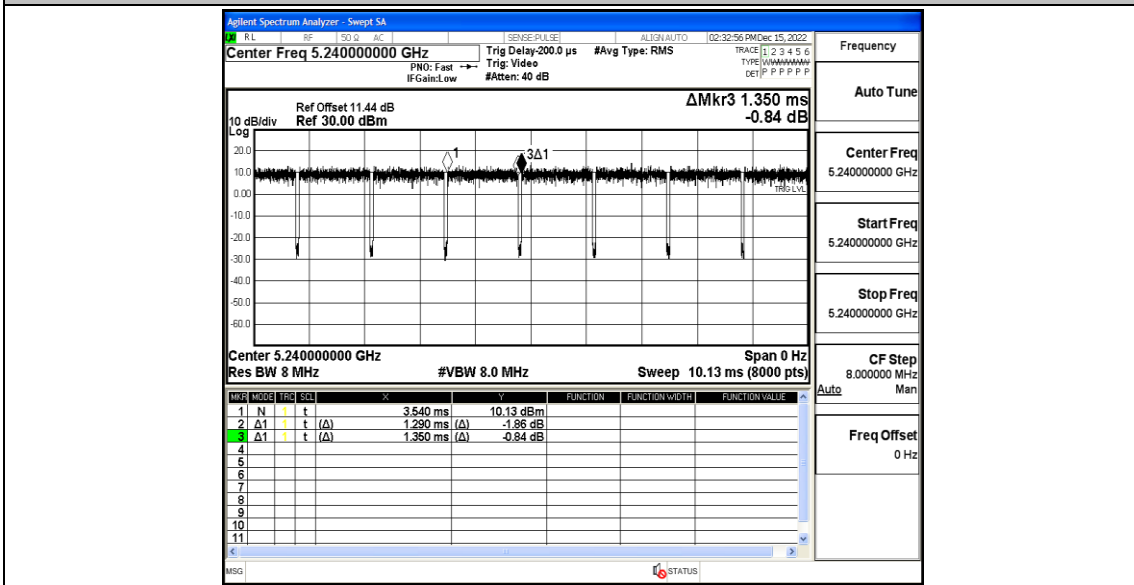 Agilent Spectrum Analyzer - Swept SA
LXI RL RF 50 Ω AC SENSE:PULSE ALIGN AUTO 02:32:56 PM Dec 15, 2022
Center Freq 5.240000000 GHz
PNO: Fast
IFGain:Low
Trig Delay-200.0 µs
Trig: Video
#Atten: 40 dB
#Avg Type: RMS
TRACE 1 2 3 4 5 6
TYPE
DET P P P P P P
ΔMkr3 1.350 ms
-0.84 dB
Ref Offset 11.44 dB
10 dB/div Ref 30.00 dBm
Log
20.0
10.0
0.00
-10.0
-20.0
-30.0
-40.0
-50.0
-60.0
1
3Δ1
TRIG LVL
Center 5.240000000 GHz Span 0 Hz
Res BW 8 MHz #VBW 8.0 MHz Sweep 10.13 ms (8000 pts)
MKR MODE TRC SCL X Y FUNCTION FUNCTION WIDTH FUNCTION VALUE
1 N 1 t 3.540 ms 10.13 dBm
2 Δ1 1 t (Δ) 1.290 ms (Δ) -1.86 dB
3 Δ1 1 t (Δ) 1.350 ms (Δ) -0.84 dB
4
5
6
7
8
9
10
11
MSG STATUS
Frequency
Auto Tune
Center Freq
5.240000000 GHz
Start Freq
5.240000000 GHz
Stop Freq
5.240000000 GHz
CF Step
8.000000 MHz
Auto Man
Freq Offset
0 Hz